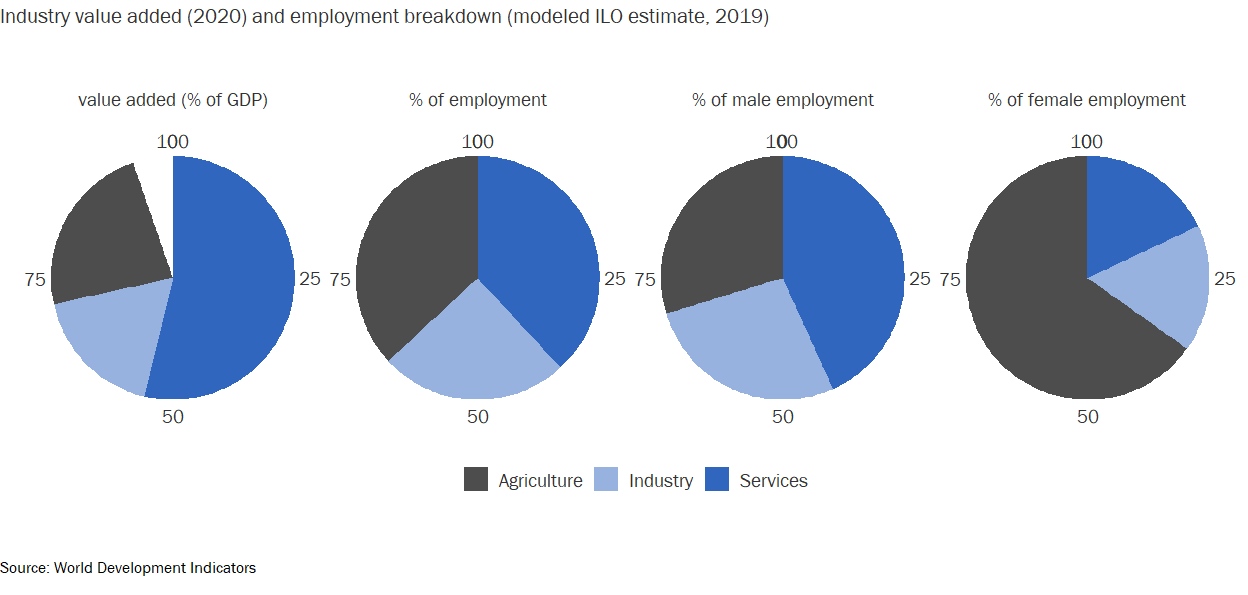 Industry value added (2020) and employment breakdown (modeled ILO estimate, 2019)
value added (% of GDP)
% of employment
% of male employment
% of female employment
100
100
100
100
75
25
75
25
75
25
75
25
50
50
50
50
Agriculture
Industry
Services
Source: World Development Indicators